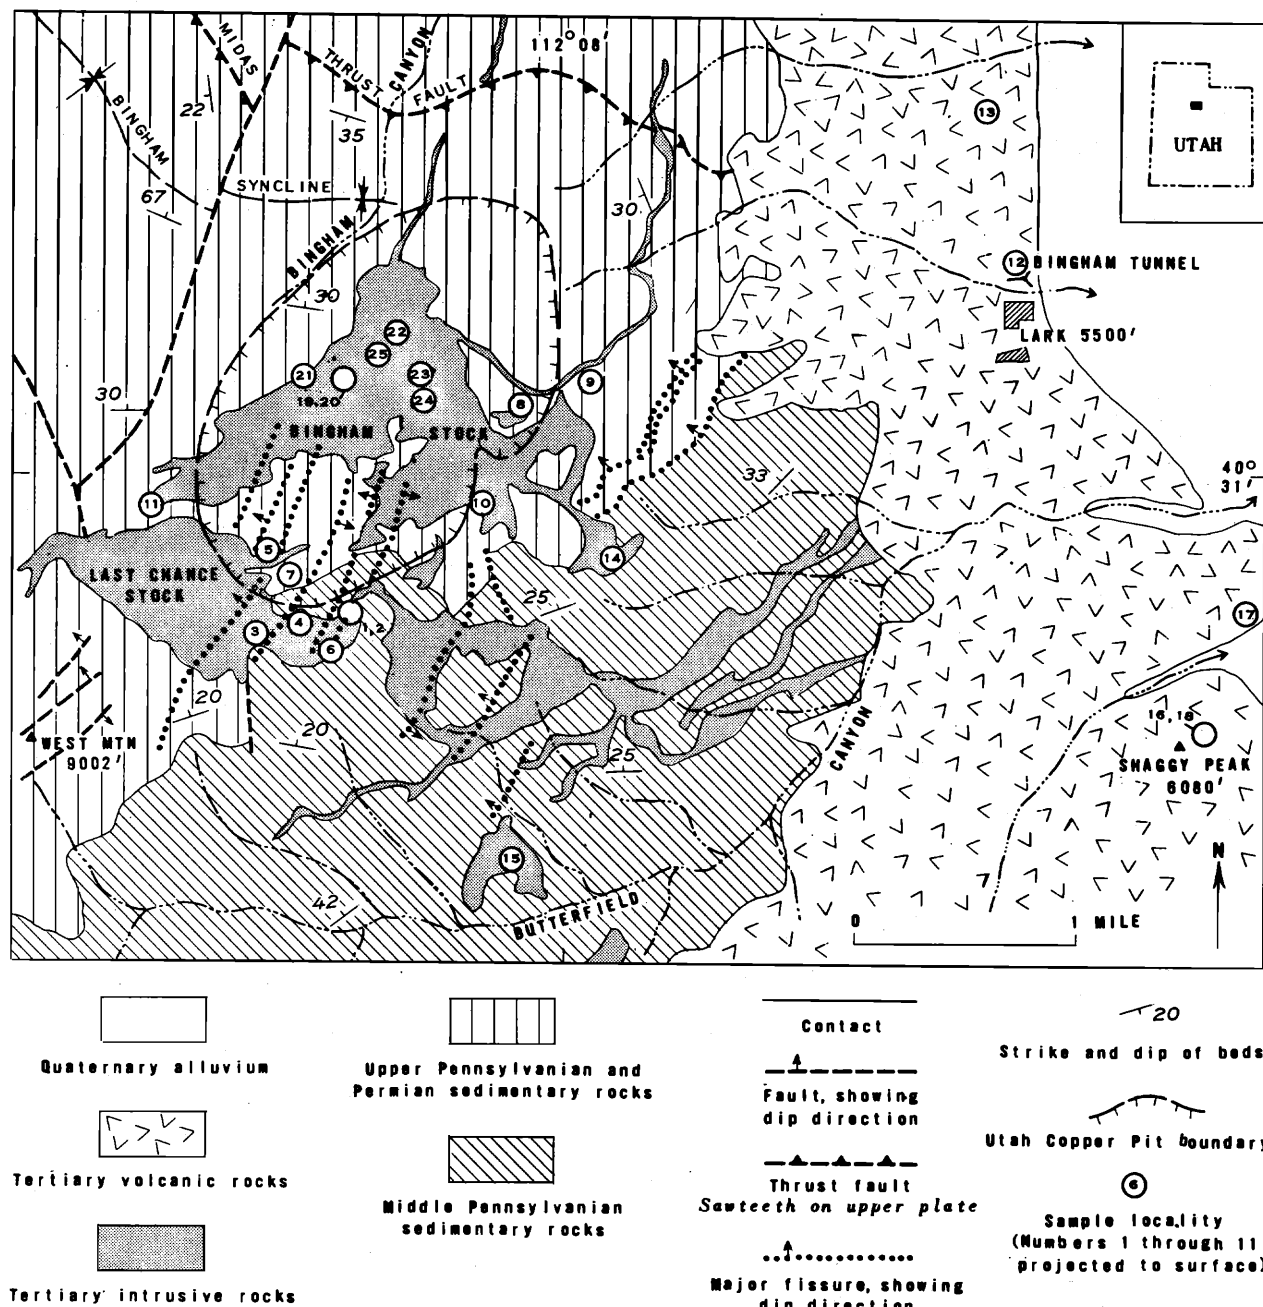 MIDAS
THRUST
FAULT
CANYON
112° 08'
BINGHAM
SYNCLINE
22
35
67
30
BINGHAM
30
30
13
UTAH
12
BINGHAM TUNNEL
LARK 5500'
22
25
21
23
24
19,20
8
9
BINGHAM STOCK
33
40°
31'
11
10
5
14
7
LAST CHANCE
STOCK
25
3
4
1,2
6
17
20
20
25
WEST MTN
9002'
16,18
SHAGGY PEAK
6080'
CANYON
15
42
BUTTERFIELD
N
0
1 MILE
Quaternary alluvium
Tertiary volcanic rocks
Tertiary intrusive rocks
Upper Pennsylvanian and
Permian sedimentary rocks
Middle Pennsylvanian
sedimentary rocks
Contact
Fault, showing
dip direction
Thrust fault
Sawteeth on upper plate
Major fissure, showing
dip direction
20
Strike and dip of beds
Utah Copper Pit boundary
6
Sample locality
(Numbers 1 through 11
projected to surface)